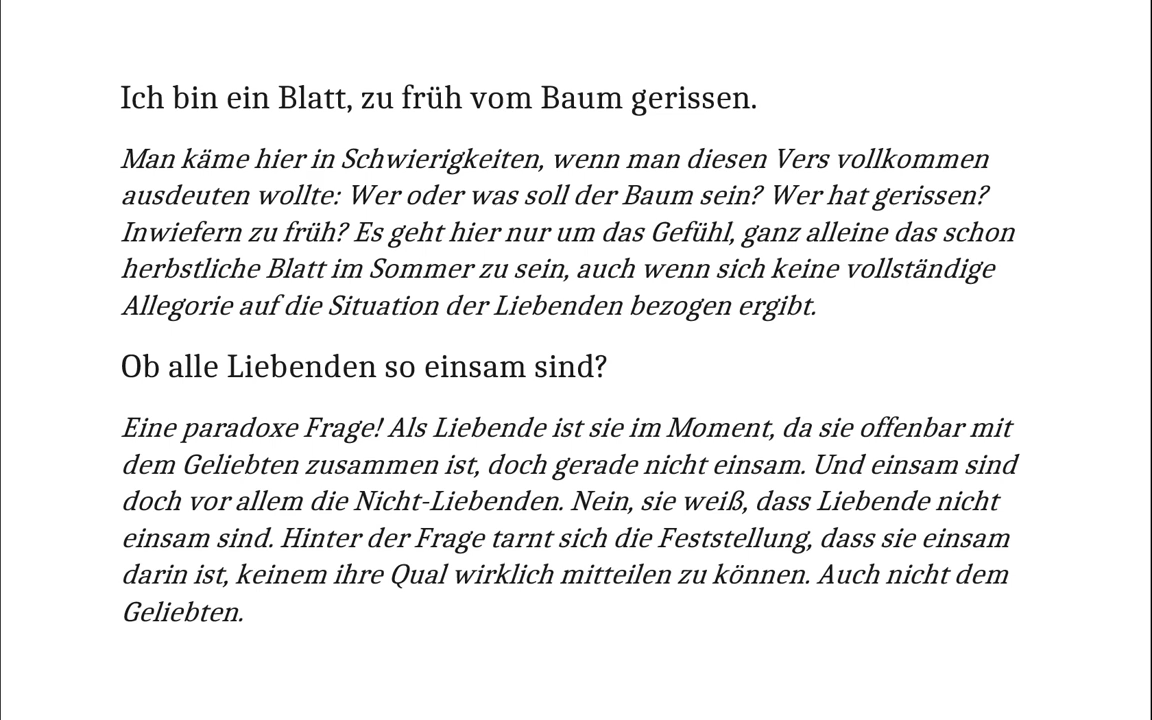 Ich bin ein Blatt, zu früh vom Baum gerissen.
Man käme hier in Schwierigkeiten, wenn man diesen Vers vollkommen
ausdeuten wollte: Wer oder was soll der Baum sein? Wer hat gerissen?
Inwiefern zu früh? Es geht hier nur um das Gefühl, ganz alleine das schon
herbstliche Blatt im Sommer zu sein, auch wenn sich keine vollständige
Allegorie auf die Situation der Liebenden bezogen ergibt.
Ob alle Liebenden so einsam sind?
Eine paradoxe Frage! Als Liebende ist sie im Moment, da sie offenbar mit
dem Geliebten zusammen ist, doch gerade nicht einsam. Und einsam sind
doch vor allem die Nicht-Liebenden. Nein, sie weiß, dass Liebende nicht
einsam sind. Hinter der Frage tarnt sich die Feststellung, dass sie einsam
darin ist, keinem ihre Qual wirklich mitteilen zu können. Auch nicht dem
Geliebten.